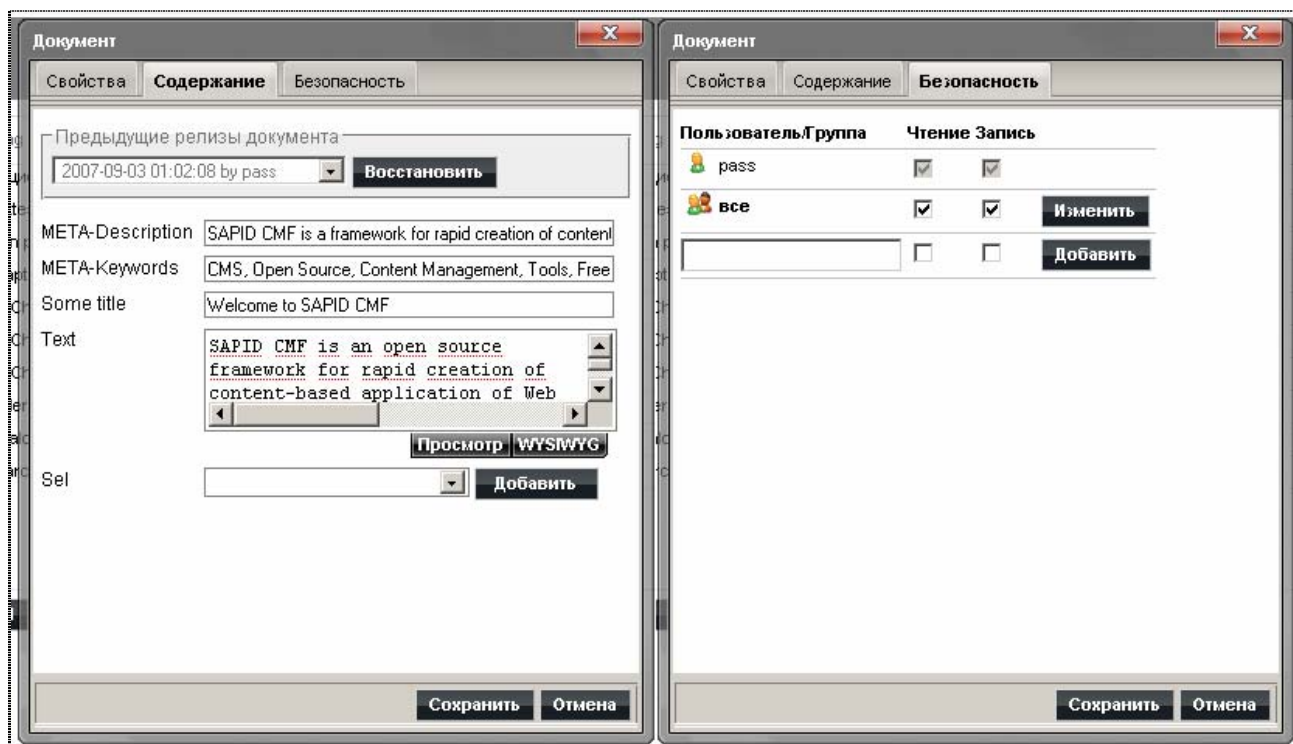 Документ
Свойства Содержание Безопасность
Предыдущие релизы документа
2007-09-03 01:02:08 by pass Восстановить
META-Description SAPID CMF is a framework for rapid creation of content
META-Keywords CMS, Open Source, Content Management, Tools, Free
Some title Welcome to SAPID CMF
Text SAPID CMF is an open source
framework for rapid creation of
content-based application of Web
Просмотр WYSIWYG
Sel Добавить
Сохранить Отмена
Документ
Свойства Содержание Безопасность
Пользователь/Группа Чтение Запись
pass
все Изменить
Добавить
Сохранить Отмена